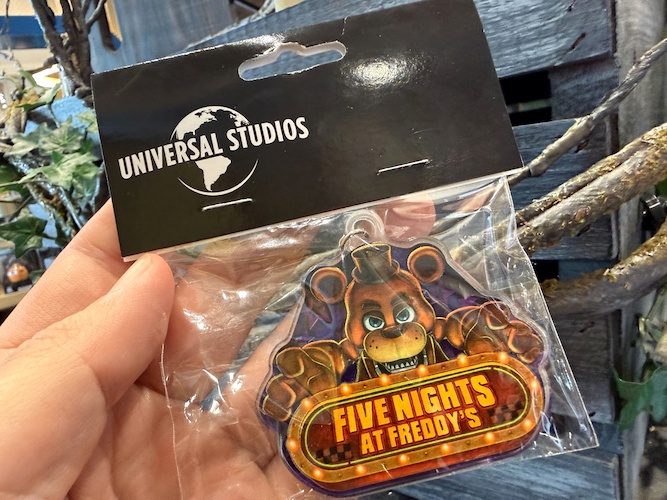 UNIVERSAL STUDIOS
FIVE NIGHTS
AT FREDDY'S